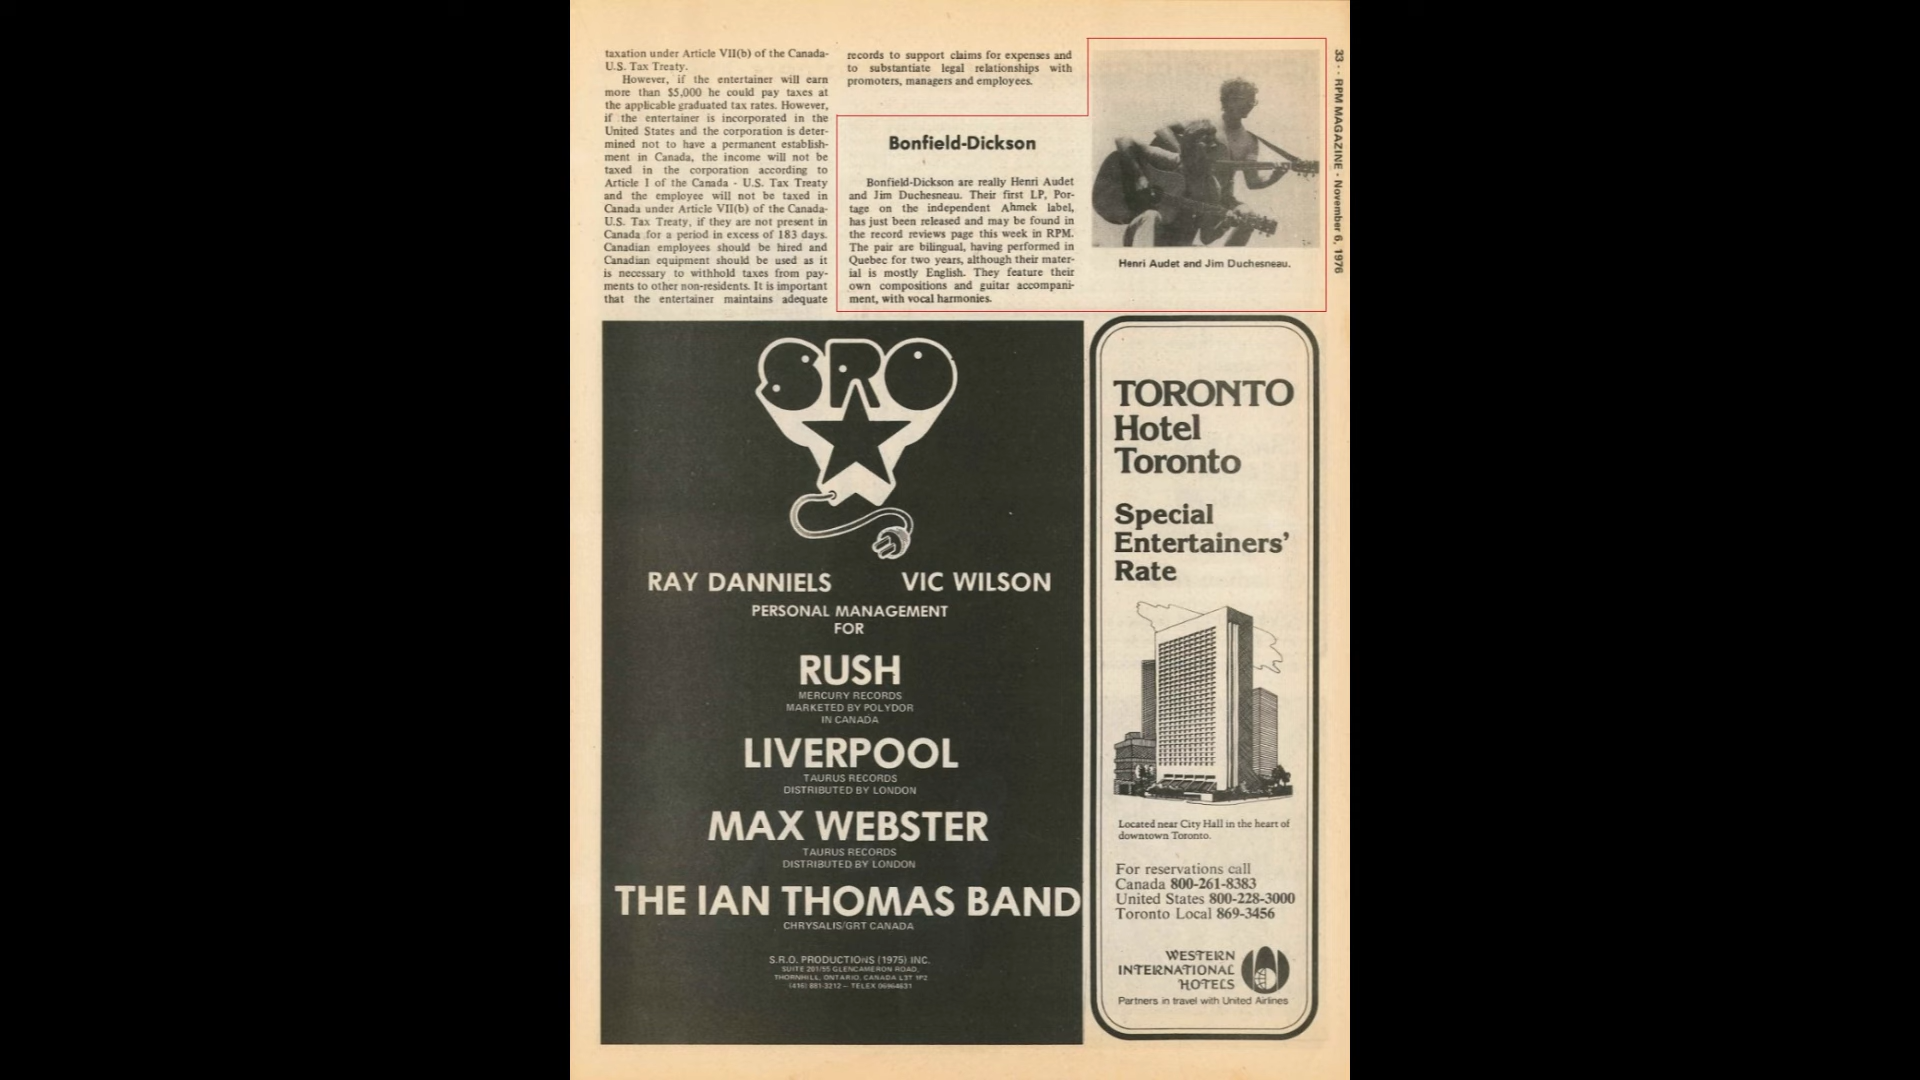 taxation under Article VII(b) of the Canada-
U.S. Tax Treaty.
However, if the entertainer will earn
more than $5,000 he could pay taxes at
the applicable graduated tax rates. However,
if the entertainer is incorporated in the
United States and the corporation is deter-
mined not to have a permanent establish-
ment in Canada, the income will not be
taxed in the corporation according to
Article I of the Canada - U.S. Tax Treaty
and the employee will not be taxed in
Canada under Article VII(b) of the Canada-
U.S. Tax Treaty, if they are not present in
Canada for a period in excess of 183 days.
Canadian employees should be hired and
Canadian equipment should be used as it
is necessary to withhold taxes from pay-
ments to other non-residents. It is important
that the entertainer maintains adequate
records to support claims for expenses and
to substantiate legal relationships with
promoters, managers and employees.
Bonfield-Dickson
Bonfield-Dickson are really Henri Audet
and Jim Duchesneau. Their first LP, Por-
tage on the independent Ahmek label,
has just been released and may be found in
the record reviews page this week in RPM.
The pair are bilingual, having performed in
Quebec for two years, although their mater-
ial is mostly English. They feature their
own compositions and guitar accompani-
ment, with vocal harmonies.
Henri Audet and Jim Duchesneau.
33 - - RPM MAGAZINE - November 6, 1976
SRO
RAY DANNIELS VIC WILSON
PERSONAL MANAGEMENT
FOR
RUSH
MERCURY RECORDS
MARKETED BY POLYDOR
IN CANADA
LIVERPOOL
TAURUS RECORDS
DISTRIBUTED BY LONDON
MAX WEBSTER
TAURUS RECORDS
DISTRIBUTED BY LONDON
THE IAN THOMAS BAND
CHRYSALIS/GRT CANADA
S.R.O. PRODUCTIONS (1975) INC.
SUITE 201/55 GLENCAMERON ROAD,
THORNHILL, ONTARIO, CANADA L3T 1P2
(416) 881-3212 – TELEX 06964631
TORONTO
Hotel
Toronto
Special
Entertainers'
Rate
Located near City Hall in the heart of
downtown Toronto.
For reservations call
Canada 800-261-8383
United States 800-228-3000
Toronto Local 869-3456
WESTERN
INTERNATIONAL
HOTELS
Partners in travel with United Airlines